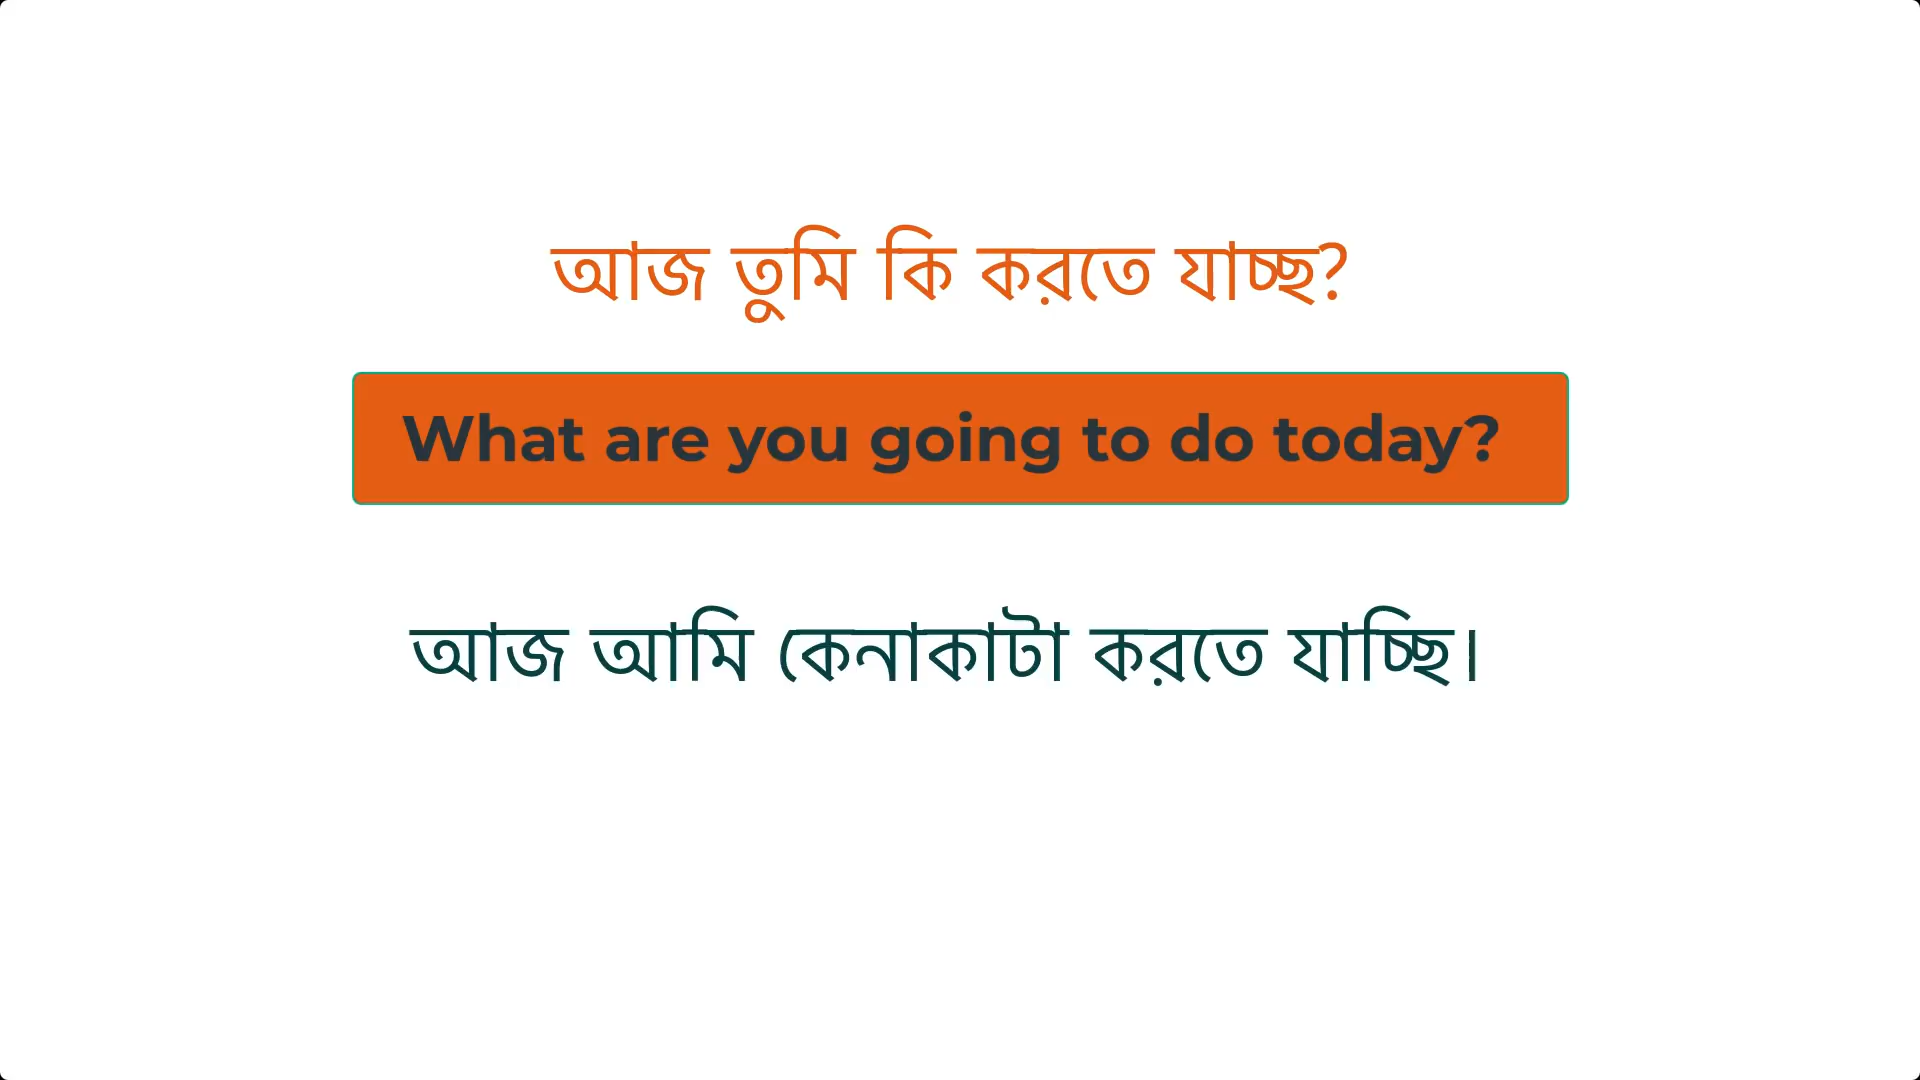 আজ তুমি কি করতে যাচ্ছ?
What are you going to do today?
আজ আমি কেনাকাটা করতে যাচ্ছি।